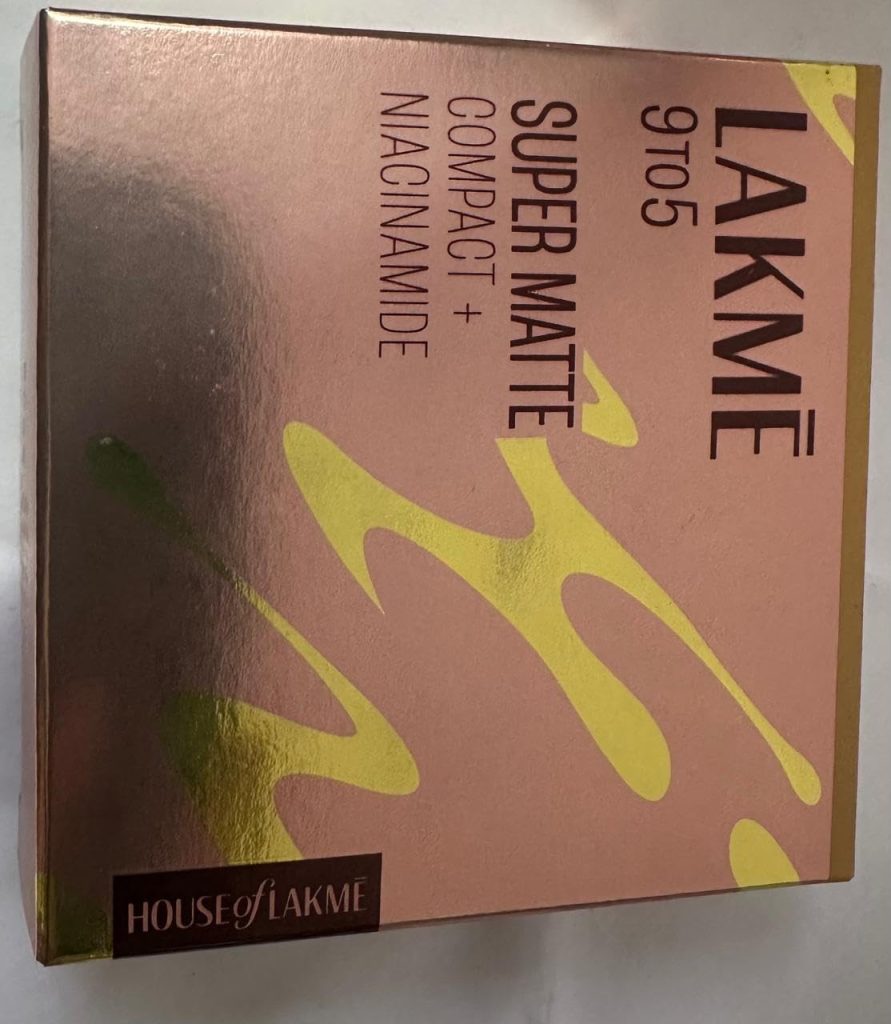 LAKMĒ
9TO5
SUPER MATTE
COMPACT +
NIACINAMIDE
HOUSE of LAKMĒ